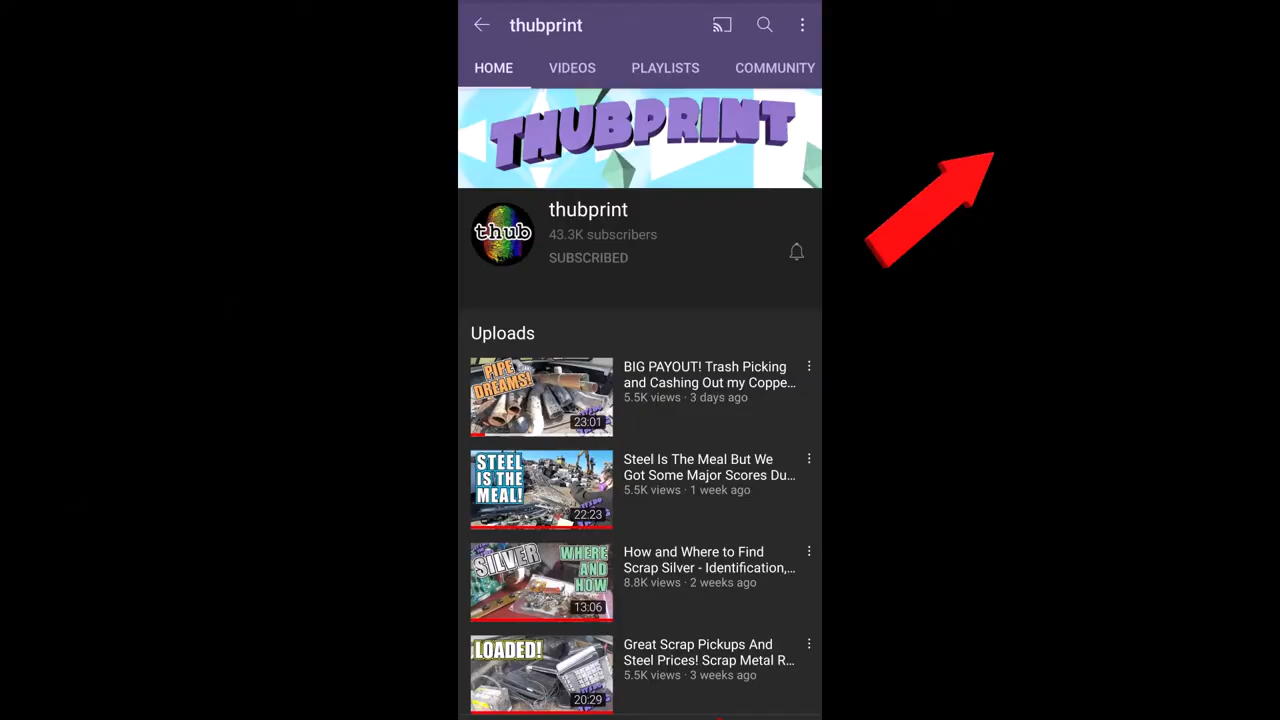 thubprint
HOME VIDEOS PLAYLISTS COMMUNITY
THUBPRINT
thub
thubprint
43.3K subscribers
SUBSCRIBED
Uploads
PIPE
DREAMS!
23:01
BIG PAYOUT! Trash Picking
and Cashing Out my Coppe...
5.5K views · 3 days ago
STEEL
IS THE
MEAL!
22:23
Steel Is The Meal But We
Got Some Major Scores Du...
5.5K views · 1 week ago
SILVER
WHERE
AND
HOW
13:06
How and Where to Find
Scrap Silver - Identification,...
8.8K views · 2 weeks ago
LOADED!
20:29
Great Scrap Pickups And
Steel Prices! Scrap Metal R...
5.5K views · 3 weeks ago